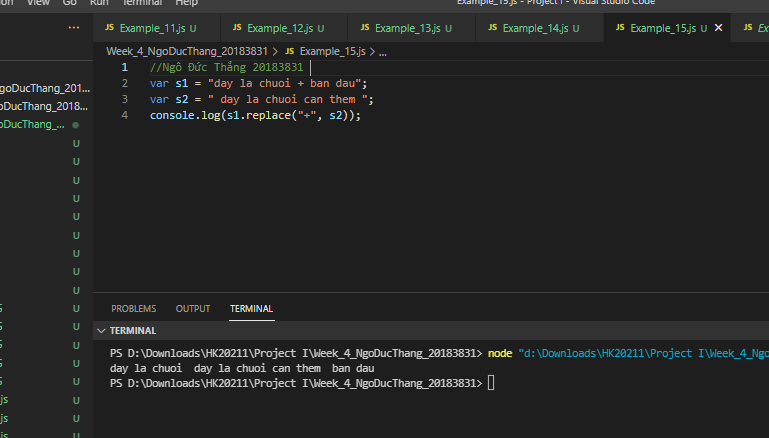 View Go Run Terminal Help Example_15.js - Project I - Visual Studio Code
... JS Example_11.js U JS Example_12.js U JS Example_13.js U JS Example_14.js U JS Example_15.js U × JS
Week_4_NgoDucThang_20183831 > JS Example_15.js > ...
1 //Ngô Đức Thắng 20183831
2 var s1 = "day la chuoi + ban dau";
3 var s2 = " day la chuoi can them ";
4 console.log(s1.replace("+", s2));
goDucThang_201...
goDucThang_2018...
oDucThang_... ●
U
U
U
U
U
U
U
U
U
U
U
U
U
U
js U
js U
PROBLEMS OUTPUT TERMINAL
TERMINAL
PS D:\Downloads\HK20211\Project I\Week_4_NgoDucThang_20183831> node "d:\Downloads\HK20211\Project I\Week_4_Ngo
day la chuoi  day la chuoi can them  ban dau
PS D:\Downloads\HK20211\Project I\Week_4_NgoDucThang_20183831>